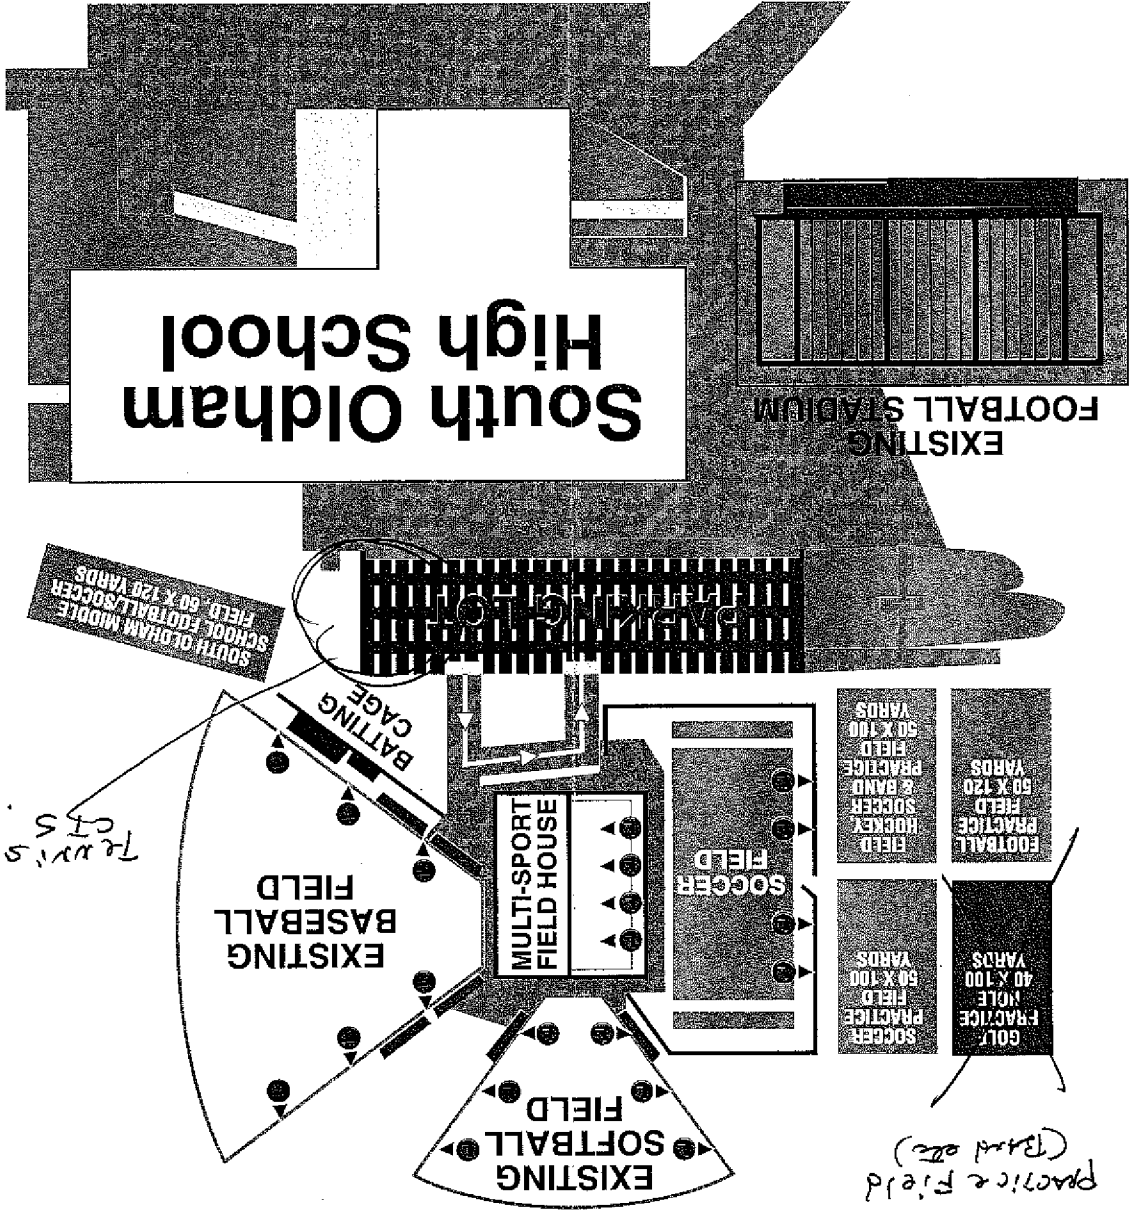 Practice Field
(Band etc)
EXISTING
SOFTBALL
FIELD
GOLF
PRACTICE
HOLE
40 X 100
YARDS
SOCCER
PRACTICE
FIELD
50 X 100
YARDS
FOOTBALL
PRACTICE
FIELD
50 X 120
YARDS
FIELD
HOCKEY,
SOCCER
& BAND
PRACTICE
FIELD
50 X 100
YARDS
SOCCER
FIELD
MULTI-SPORT
FIELD HOUSE
EXISTING
BASEBALL
FIELD
Tennis
CTS
BATTING
CAGE
PARKING LOT
SOUTH OLDHAM MIDDLE
SCHOOL FOOTBALL/SOCCER
FIELD, 60 X 120 YARDS
EXISTING
FOOTBALL STADIUM
South Oldham
High School